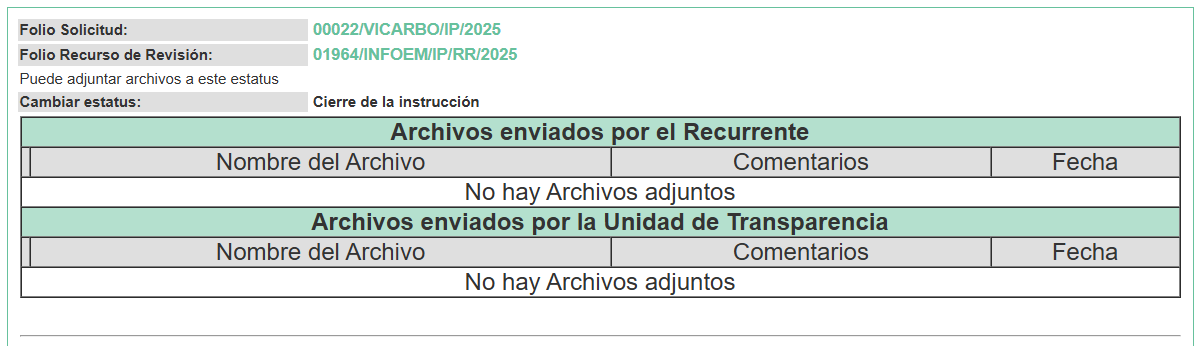 Folio Solicitud: 00022/VICARBO/IP/2025
Folio Recurso de Revisión: 01964/INFOEM/IP/RR/2025
Puede adjuntar archivos a este estatus
Cambiar estatus: Cierre de la instrucción
Archivos enviados por el Recurrente
Nombre del Archivo Comentarios Fecha
No hay Archivos adjuntos
Archivos enviados por la Unidad de Transparencia
Nombre del Archivo Comentarios Fecha
No hay Archivos adjuntos